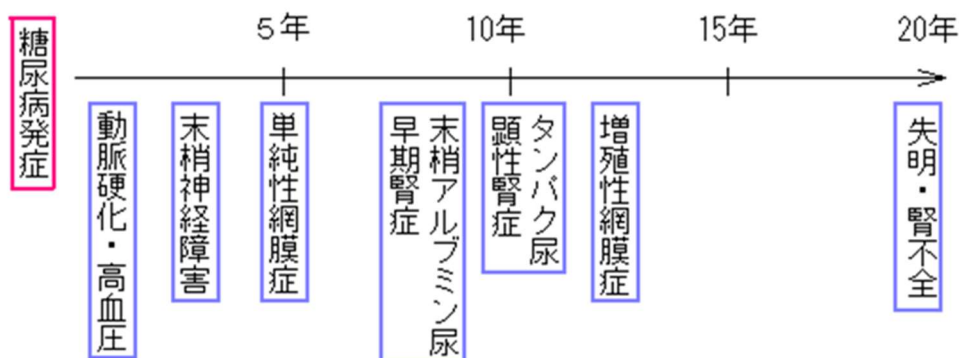 5年
10年
15年
20年
糖尿病発症
動脈硬化・高血圧
末梢神経障害
単純性網膜症
末梢アルブミン尿
早期腎症
タンパク尿
顕性腎症
増殖性網膜症
失明・腎不全